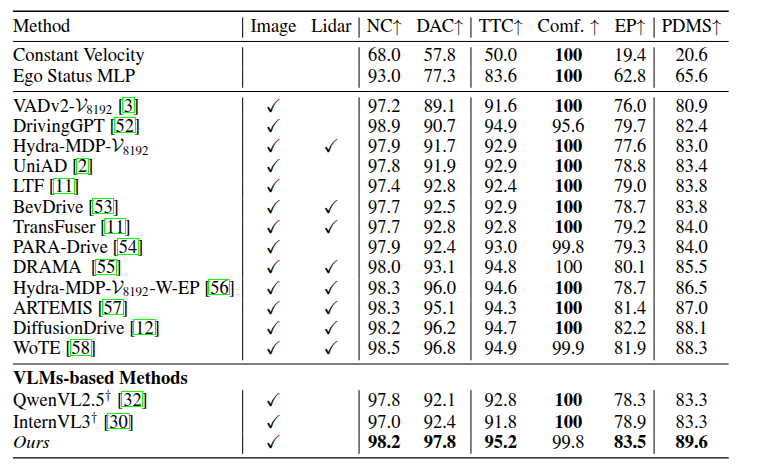 Method Image Lidar NC↑ DAC↑ TTC↑ Comf. ↑ EP↑ PDMS↑
Constant Velocity 68.0 57.8 50.0 100 19.4 20.6
Ego Status MLP 93.0 77.3 83.6 100 62.8 65.6
VADv2-𝒱8192 [3] ✓ 97.2 89.1 91.6 100 76.0 80.9
DrivingGPT [52] ✓ 98.9 90.7 94.9 95.6 79.7 82.4
Hydra-MDP-𝒱8192 ✓ ✓ 97.9 91.7 92.9 100 77.6 83.0
UniAD [2] ✓ 97.8 91.9 92.9 100 78.8 83.4
LTF [11] ✓ 97.4 92.8 92.4 100 79.0 83.8
BevDrive [53] ✓ ✓ 97.7 92.5 92.9 100 78.7 83.8
TransFuser [11] ✓ ✓ 97.7 92.8 92.8 100 79.2 84.0
PARA-Drive [54] ✓ 97.9 92.4 93.0 99.8 79.3 84.0
DRAMA [55] ✓ ✓ 98.0 93.1 94.8 100 80.1 85.5
Hydra-MDP-𝒱8192-W-EP [56] ✓ ✓ 98.3 96.0 94.6 100 78.7 86.5
ARTEMIS [57] ✓ ✓ 98.3 95.1 94.3 100 81.4 87.0
DiffusionDrive [12] ✓ ✓ 98.2 96.2 94.7 100 82.2 88.1
WoTE [58] ✓ ✓ 98.5 96.8 94.9 99.9 81.9 88.3
VLMs-based Methods
QwenVL2.5† [32] ✓ 97.8 92.1 92.8 100 78.3 83.3
InternVL3† [30] ✓ 97.0 92.4 91.8 100 78.9 83.3
Ours ✓ 98.2 97.8 95.2 99.8 83.5 89.6